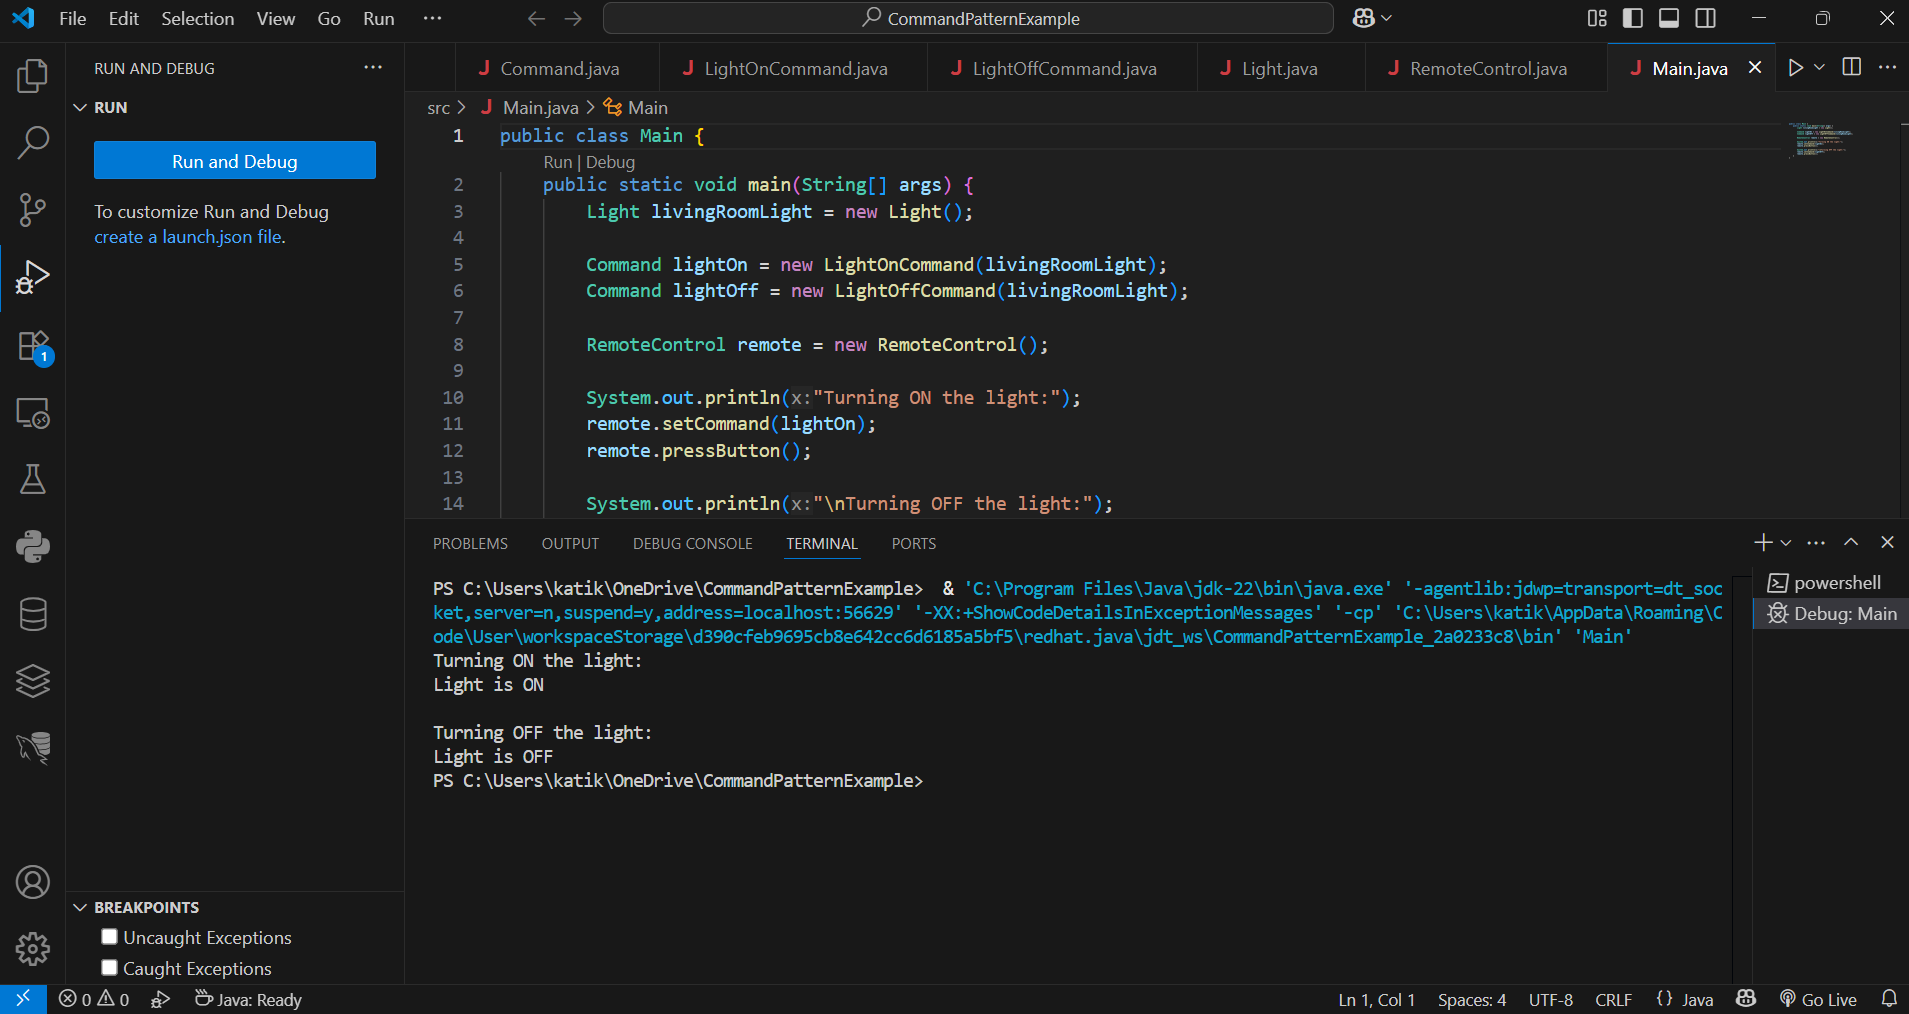 File Edit Selection View Go Run ··· CommandPatternExample
RUN AND DEBUG ···
RUN
Run and Debug
To customize Run and Debug
create a launch.json file.
BREAKPOINTS
Uncaught Exceptions
Caught Exceptions
1
J Command.java J LightOnCommand.java J LightOffCommand.java J Light.java J RemoteControl.java J Main.java
src > J Main.java > Main
1 public class Main {
Run | Debug
2 public static void main(String[] args) {
3 Light livingRoomLight = new Light();
4
5 Command lightOn = new LightOnCommand(livingRoomLight);
6 Command lightOff = new LightOffCommand(livingRoomLight);
7
8 RemoteControl remote = new RemoteControl();
9
10 System.out.println(x:"Turning ON the light:");
11 remote.setCommand(lightOn);
12 remote.pressButton();
13
14 System.out.println(x:"\nTurning OFF the light:");
PROBLEMS OUTPUT DEBUG CONSOLE TERMINAL PORTS
PS C:\Users\katik\OneDrive\CommandPatternExample> & 'C:\Program Files\Java\jdk-22\bin\java.exe' '-agentlib:jdwp=transport=dt_soc
ket,server=n,suspend=y,address=localhost:56629' '-XX:+ShowCodeDetailsInExceptionMessages' '-cp' 'C:\Users\katik\AppData\Roaming\C
ode\User\workspaceStorage\d390cfeb9695cb8e642cc6d6185a5bf5\redhat.java\jdt_ws\CommandPatternExample_2a0233c8\bin' 'Main'
Turning ON the light:
Light is ON
Turning OFF the light:
Light is OFF
PS C:\Users\katik\OneDrive\CommandPatternExample>
powershell
Debug: Main
0 0 Java: Ready Ln 1, Col 1 Spaces: 4 UTF-8 CRLF {} Java Go Live